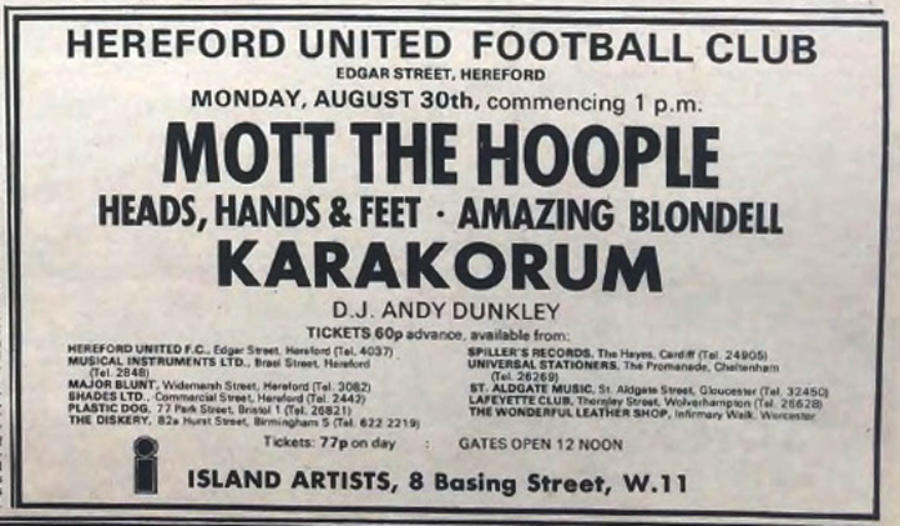 HEREFORD UNITED FOOTBALL CLUB
EDGAR STREET, HEREFORD
MONDAY, AUGUST 30th, commencing 1 p.m.
MOTT THE HOOPLE
HEADS, HANDS & FEET · AMAZING BLONDELL
KARAKORUM
D.J. ANDY DUNKLEY
TICKETS 60p advance, available from:
HEREFORD UNITED F.C., Edgar Street, Hereford (Tel. 4037)
MUSICAL INSTRUMENTS LTD., Street, Hereford
(Tel. 2848)
MAJOR BLUNT, Widemarsh Street, Hereford (Tel. 3082)
SHADES LTD., Commercial Street, Hereford (Tel. 2442)
PLASTIC DOG, 77 Park Street, Bristol 1 (Tel. 26821)
THE DISKERY, 82a Hurst Street, Birmingham 5 (Tel. 622 2219)
SPILLER'S RECORDS, The Hayes, Cardiff (Tel. 24905)
UNIVERSAL STATIONERS, The Promenade, Cheltenham
(Tel. 26269)
ST. ALDGATE MUSIC, St. Aldgate Street, Gloucester (Tel. 32450)
LAFEYETTE CLUB, Thornley Street, Wolverhampton (Tel. 26628)
THE WONDERFUL LEATHER SHOP, Infirmary Walk, Worcester
Tickets: 77p on day : GATES OPEN 12 NOON
ISLAND ARTISTS, 8 Basing Street, W.11